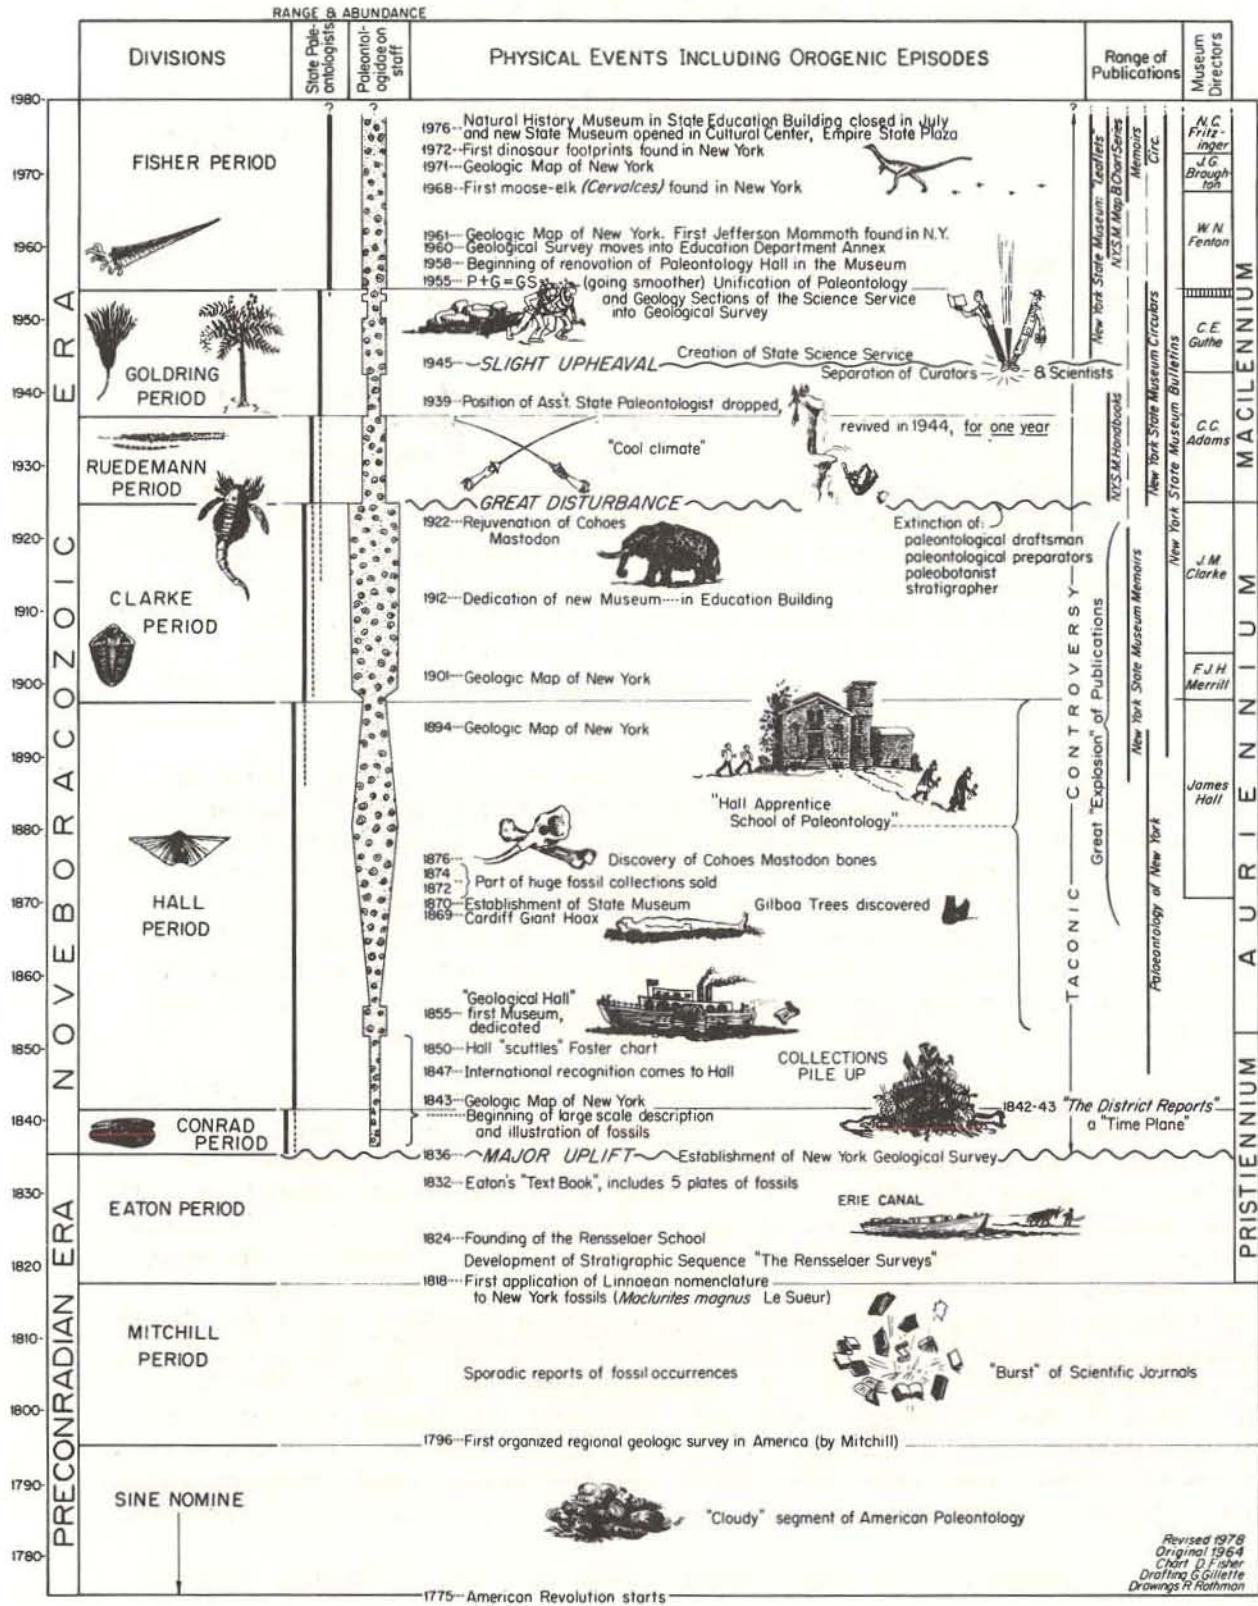 RANGE & ABUNDANCE
DIVISIONS
State Pale-
ontologists
Paleontol-
ogidae on
staff
PHYSICAL EVENTS INCLUDING OROGENIC EPISODES
Range of
Publications
Museum
Directors
1980
1970
1960
1950
1940
1930
1920
1910
1900
1890
1880
1870
1860
1850
1840
1830
1820
1810
1800
1790
1780
NOVEBORACOZOIC ERA
PRECONRADIAN ERA
FISHER PERIOD
GOLDRING
PERIOD
RUEDEMANN
PERIOD
CLARKE
PERIOD
HALL
PERIOD
CONRAD
PERIOD
EATON PERIOD
MITCHILL
PERIOD
SINE NOMINE
?
?
?
1976 Natural History Museum in State Education Building closed in July
and new State Museum opened in Cultural Center, Empire State Plaza
1972 First dinosaur footprints found in New York
1971 Geologic Map of New York
1968 First moose-elk (Cervalces) found in New York
1961 Geologic Map of New York. First Jefferson Mammoth found in N.Y.
1960 Geological Survey moves into Education Department Annex
1958 Beginning of renovation of Paleontology Hall in the Museum
1955 P+G=GS (going smoother) Unification of Paleontology
and Geology Sections of the Science Service
into Geological Survey
1945 SLIGHT UPHEAVAL Creation of State Science Service
Separation of Curators & Scientists
1939 Position of Ass't. State Paleontologist dropped,
revived in 1944, for one year
"Cool climate"
GREAT DISTURBANCE
1922 Rejuvenation of Cohoes
Mastodon
Extinction of:
paleontological draftsman
paleontological preparators
paleobotanist
stratigrapher
1912 Dedication of new Museum in Education Building
1901 Geologic Map of New York
1894 Geologic Map of New York
"Hall Apprentice
School of Paleontology"
1876 Discovery of Cohoes Mastodon bones
1874
1872 Part of huge fossil collections sold
1870 Establishment of State Museum
Gilboa Trees discovered
1869 Cardiff Giant Hoax
"Geological Hall"
1855 first Museum,
dedicated
1850 Hall "scuttles" Foster chart
COLLECTIONS
PILE UP
1847 International recognition comes to Hall
1843 Geologic Map of New York
Beginning of large scale description
and illustration of fossils
1842-43 "The District Reports"
a "Time Plane"
1836 MAJOR UPLIFT Establishment of New York Geological Survey
1832 Eaton's "Text Book", includes 5 plates of fossils
ERIE CANAL
1824 Founding of the Rensselaer School
Development of Stratigraphic Sequence "The Rensselaer Surveys"
1818 First application of Linnaean nomenclature
to New York fossils (Maclurites magnus Le Sueur)
Sporadic reports of fossil occurrences
"Burst" of Scientific Journals
1796 First organized regional geologic survey in America (by Mitchill)
"Cloudy" segment of American Paleontology
1775 American Revolution starts
TACONIC CONTROVERSY
Great "Explosion" of Publications
New York State Museum: "Leaflets"
N.Y.S.M. Map & Chart Series
Memoirs
Circ.
N.Y.S.M. Handbooks
New York State Museum Circulars
New York State Museum Bulletins
New York State Museum Memoirs
Palaeontology of New York
N.C.
Fritz-
inger
J.G.
Brough-
ton
W.N.
Fenton
C.E.
Guthe
C.C.
Adams
J.M.
Clarke
F.J.H.
Merrill
James
Hall
MACILENNIUM
AURIENNIUM
PRISTIENNIUM
Revised 1978
Original 1964
Chart D. Fisher
Drafting G. Gillette
Drawings R. Rothman